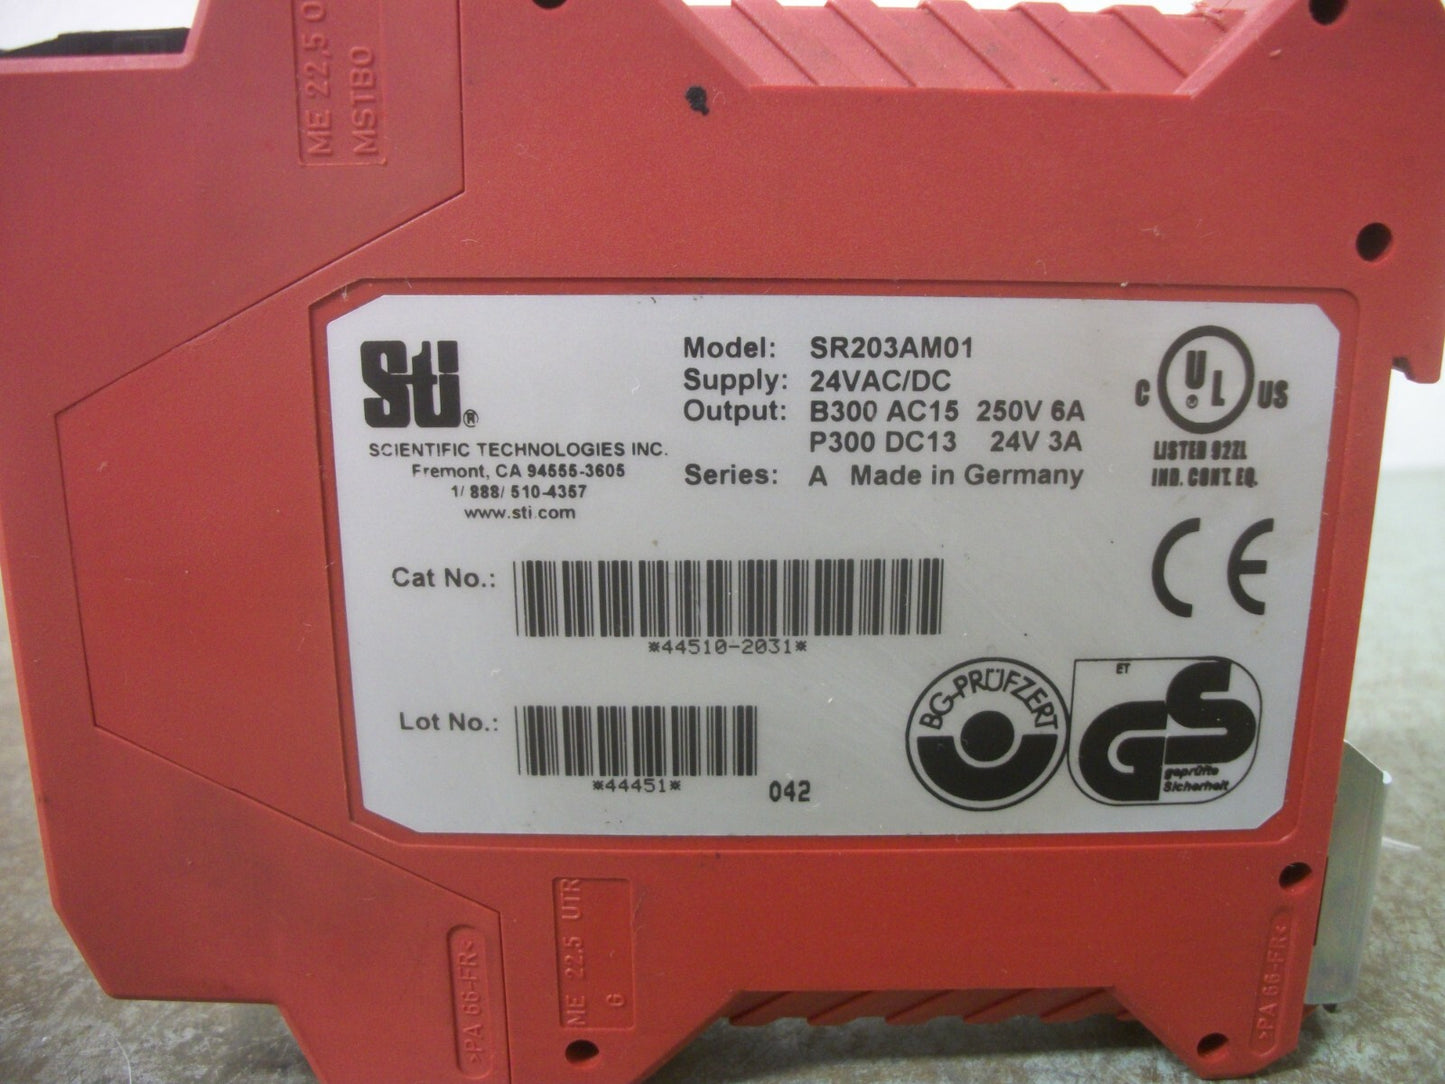 ME 22,5 O
MSTBO
Sti®
SCIENTIFIC TECHNOLOGIES INC.
Fremont, CA 94555-3605
1/ 888/ 510-4357
www.sti.com
Model: SR203AM01
Supply: 24VAC/DC
Output: B300 AC15 250V 6A
P300 DC13 24V 3A
Series: A Made in Germany
C UL US
LISTED 92ZL
IND. CONT. EQ.
CE
Cat No.:
*44510-2031*
Lot No.:
*44451*
042
BG-PRÜFZERT
ET
GS
geprüfte
Sicherheit
>PA 66-FR<
ME 22.5 UTR
G
>PA 66-FR<